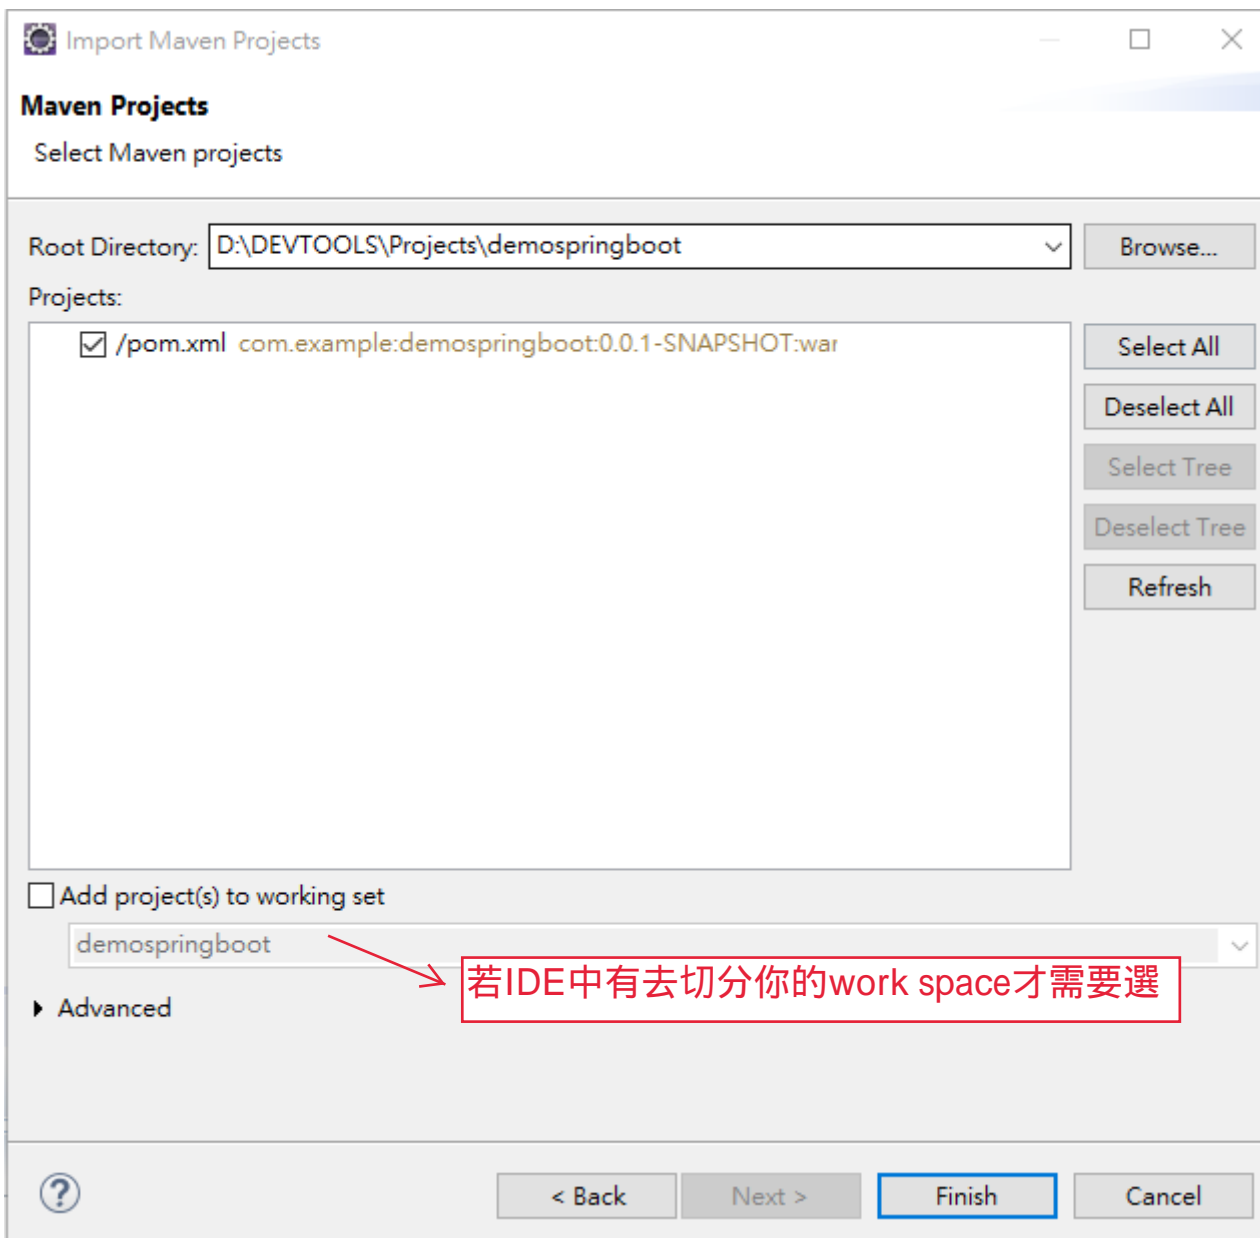 Import Maven Projects
Maven Projects
Select Maven projects
Root Directory: D:\DEVTOOLS\Projects\demospringboot Browse...
Projects:
/pom.xml com.example:demospringboot:0.0.1-SNAPSHOT:war
Select All
Deselect All
Select Tree
Deselect Tree
Refresh
Add project(s) to working set
demospringboot
若IDE中有去切分你的work space才需要選
Advanced
? < Back Next > Finish Cancel